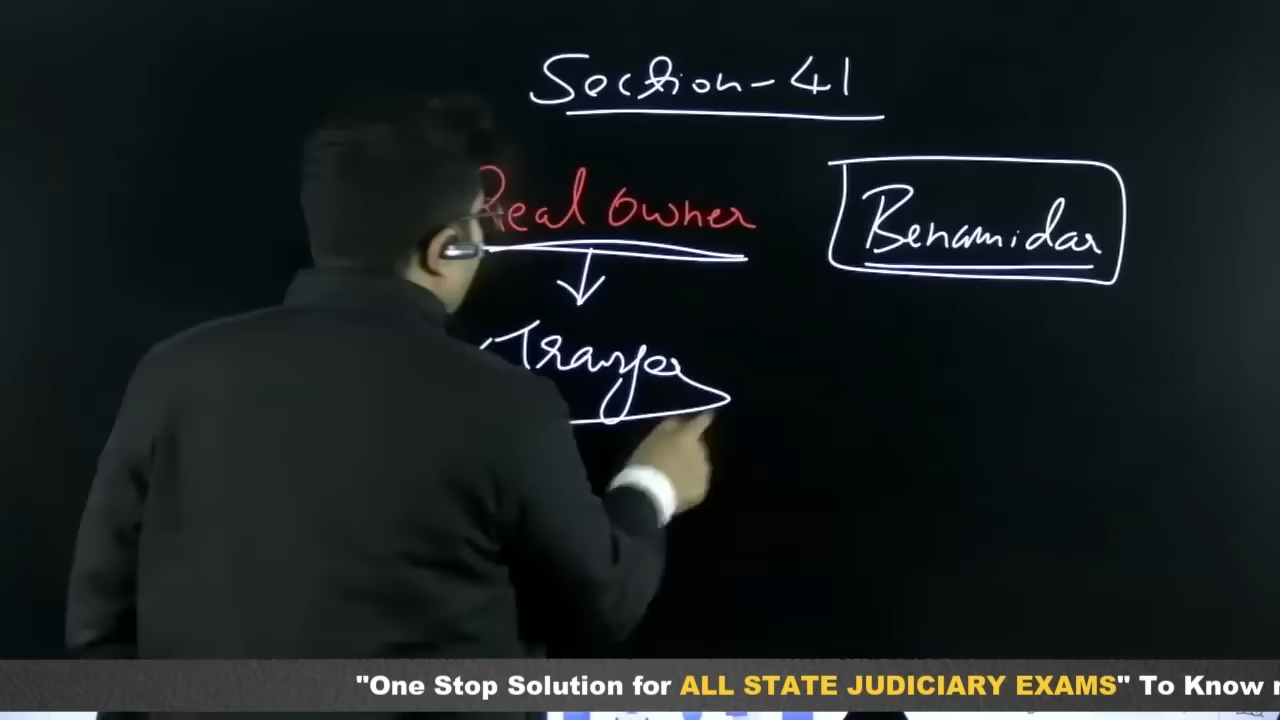 Section-41
Real Owner
Benamidar
Transfer
"One Stop Solution for ALL STATE JUDICIARY EXAMS" To Know